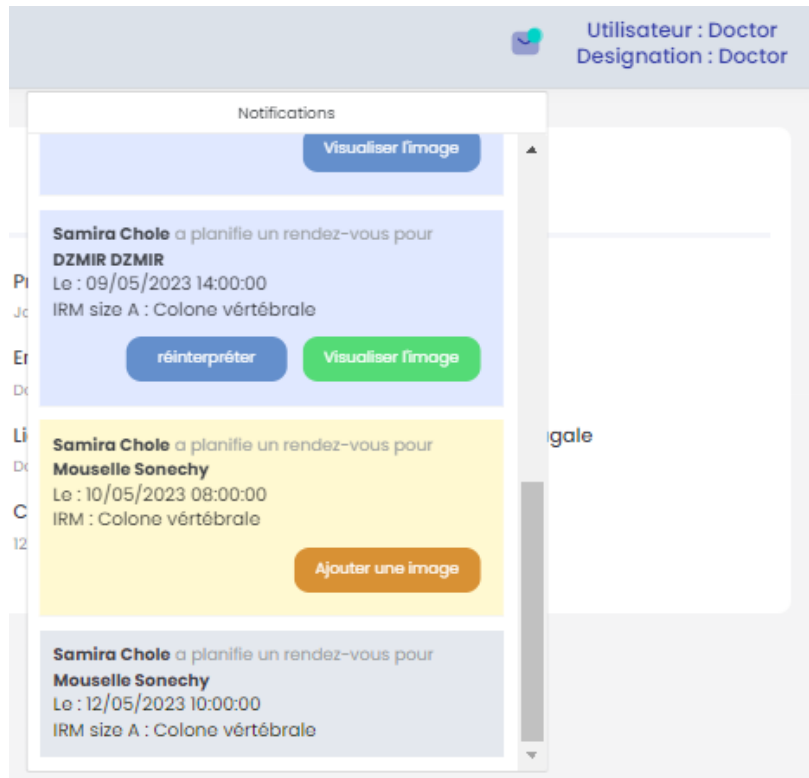 Utilisateur : Doctor
Designation : Doctor
Notifications
Visualiser l'image
Samira Chole a planifie un rendez-vous pour
DZMIR DZMIR
Le : 09/05/2023 14:00:00
IRM size A : Colone vértébrale
réinterpréter
Visualiser l'image
Samira Chole a planifie un rendez-vous pour
Mouselle Sonechy
Le : 10/05/2023 08:00:00
IRM : Colone vértébrale
Ajouter une image
Samira Chole a planifie un rendez-vous pour
Mouselle Sonechy
Le : 12/05/2023 10:00:00
IRM size A : Colone vértébrale